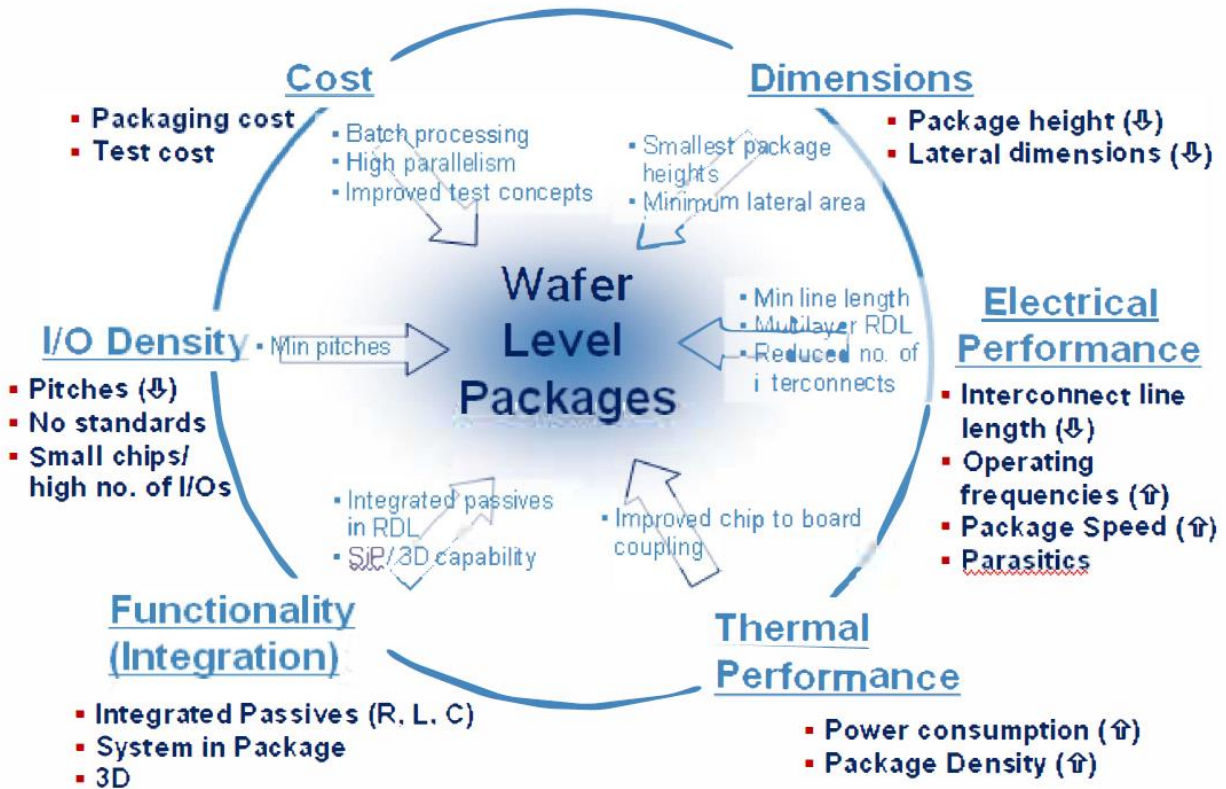 Cost
▪ Packaging cost
▪ Test cost
▪ Batch processing
▪ High parallelism
▪ Improved test concepts
Dimensions
▪ Package height (⇩)
▪ Lateral dimensions (⇩)
▪ Smallest package
heights
▪ Minimum lateral area
Wafer
Level
Packages
I/O Density
▪ Min pitches
▪ Pitches (⇩)
▪ No standards
▪ Small chips/
high no. of I/Os
▪ Min line length
▪ Multilayer RDL
▪ Reduced no. of
i terconnects
Electrical
Performance
▪ Interconnect line
length (⇩)
▪ Operating
frequencies (⇧)
▪ Package Speed (⇧)
▪ Parasitics
▪ Integrated passives
in RDL
▪ SiP/ 3D capability
▪ Improved chip to board
coupling
Functionality
(Integration)
▪ Integrated Passives (R, L, C)
▪ System in Package
▪ 3D
Thermal
Performance
▪ Power consumption (⇧)
▪ Package Density (⇧)